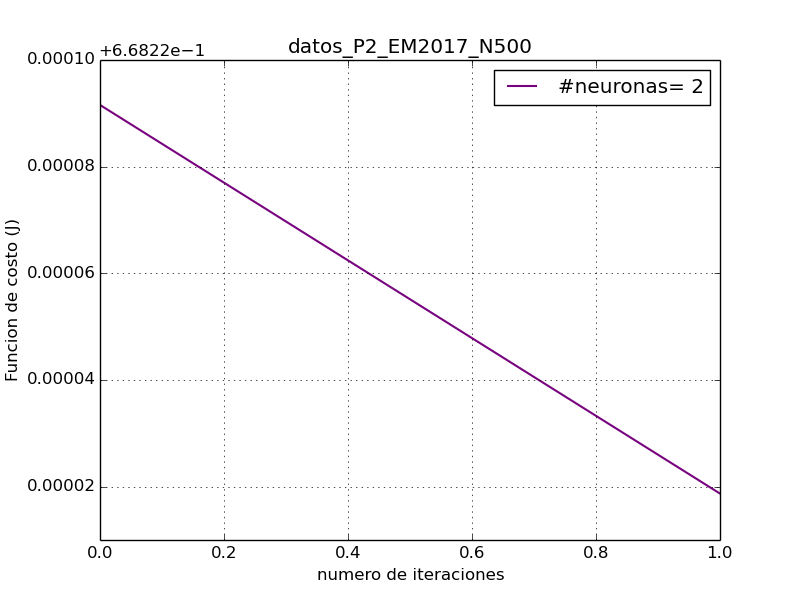 datos_P2_EM2017_N500
+6.6822e−1
0.00010
0.00008
0.00006
0.00004
0.00002
Funcion de costo (J)
#neuronas= 2
0.0 0.2 0.4 0.6 0.8 1.0
numero de iteraciones